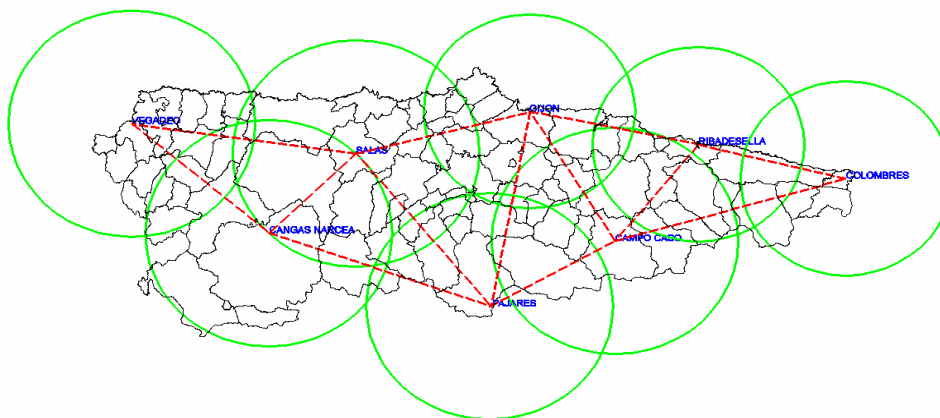 GIJON
VEGADEO
RIBADESELLA
SALAS
COLOMBRES
CANGAS NARCEA
CAMPO CASO
PAJARES